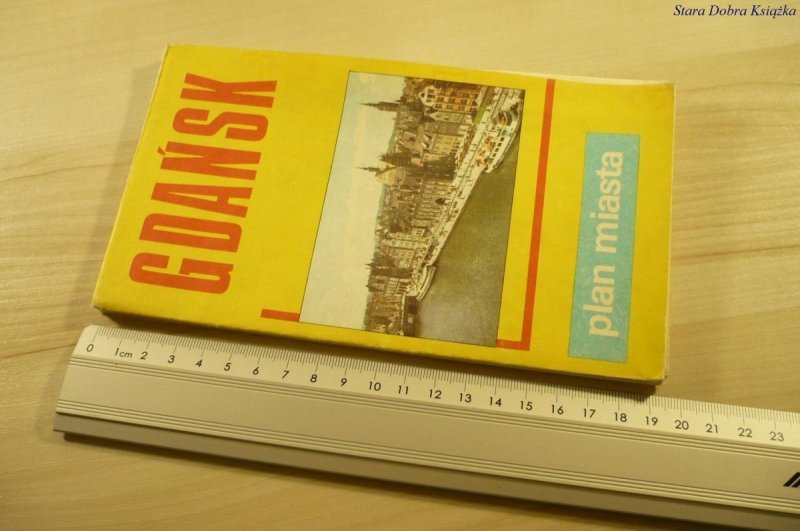 Stara Dobra Książka
GDAŃSK
plan miasta
0 1cm 2 3 4 5 6 7 8 9 10 11 12 13 14 15 16 17 18 19 20 21 22 23